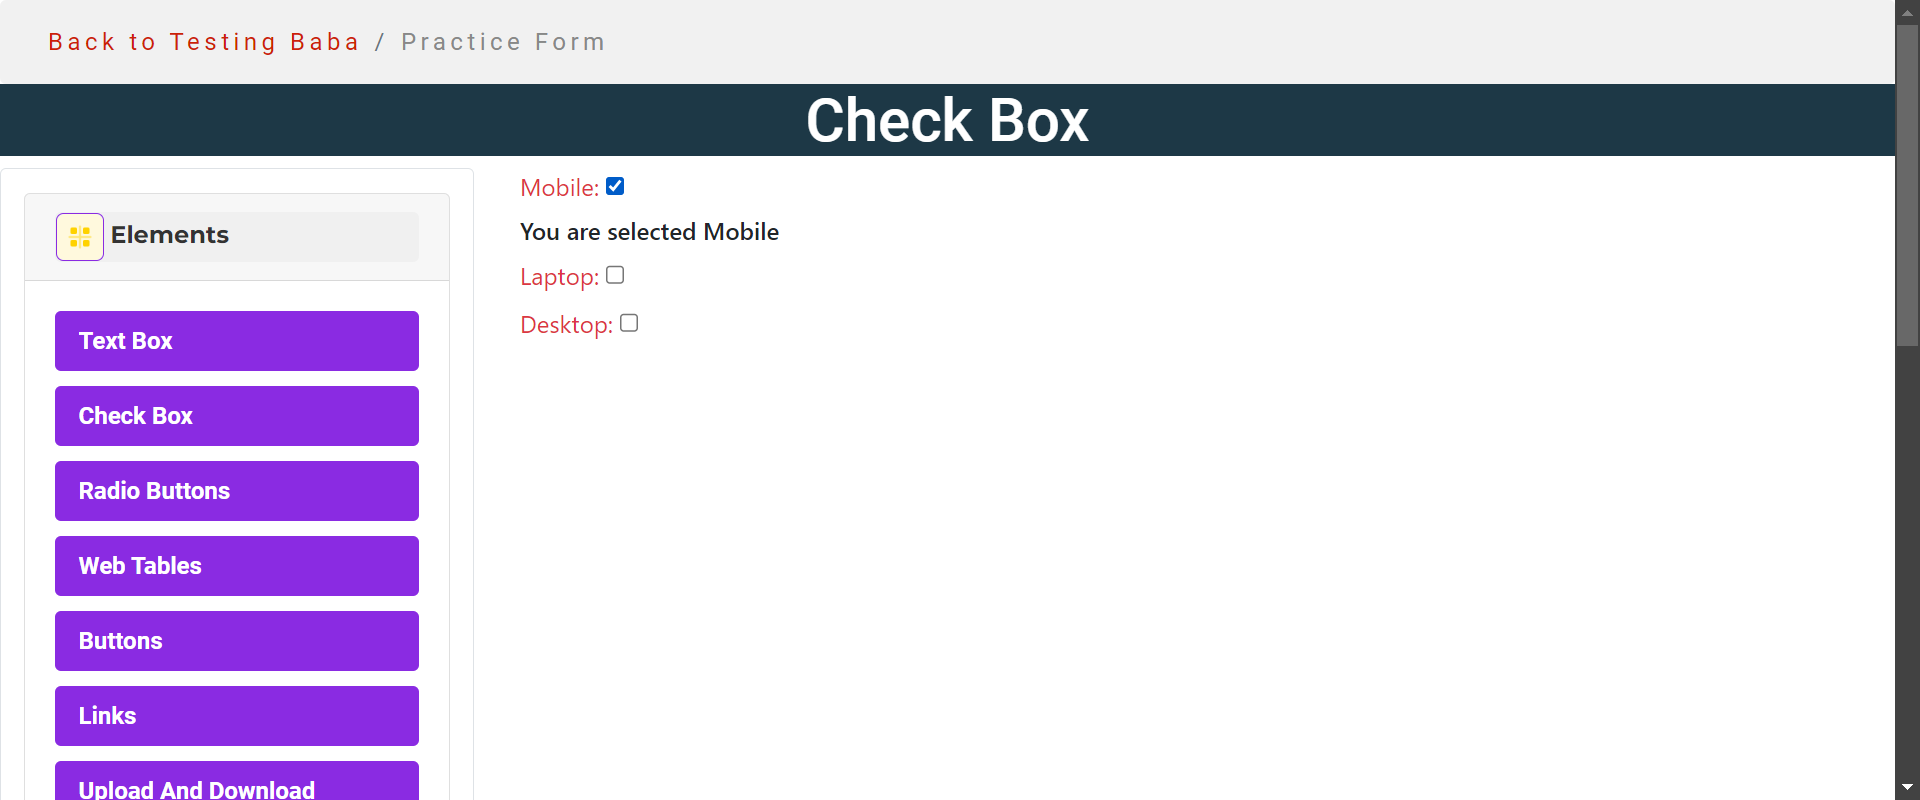 Back to Testing Baba / Practice Form
Check Box
Elements
Text Box
Check Box
Radio Buttons
Web Tables
Buttons
Links
Upload And Download
Mobile:
You are selected Mobile
Laptop:
Desktop: